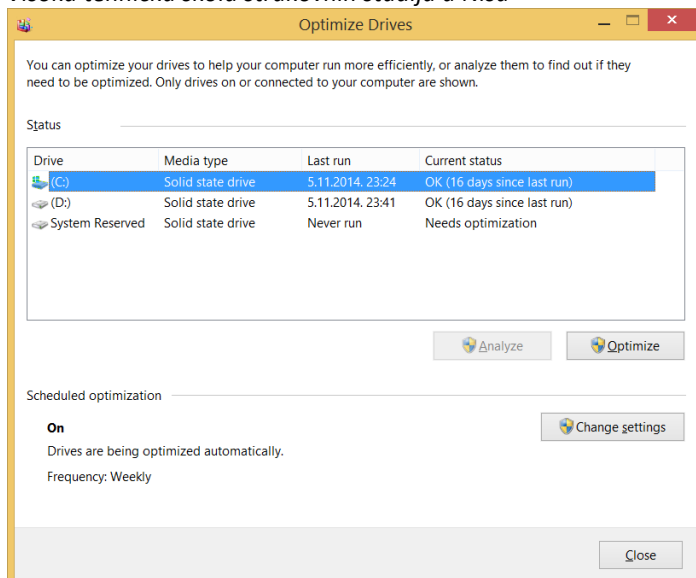 Optimize Drives
You can optimize your drives to help your computer run more efficiently, or analyze them to find out if they
need to be optimized. Only drives on or connected to your computer are shown.
Status
Drive Media type Last run Current status
(C:) Solid state drive 5.11.2014. 23:24 OK (16 days since last run)
(D:) Solid state drive 5.11.2014. 23:41 OK (16 days since last run)
System Reserved Solid state drive Never run Needs optimization
Analyze Optimize
Scheduled optimization
On Change settings
Drives are being optimized automatically.
Frequency: Weekly
Close